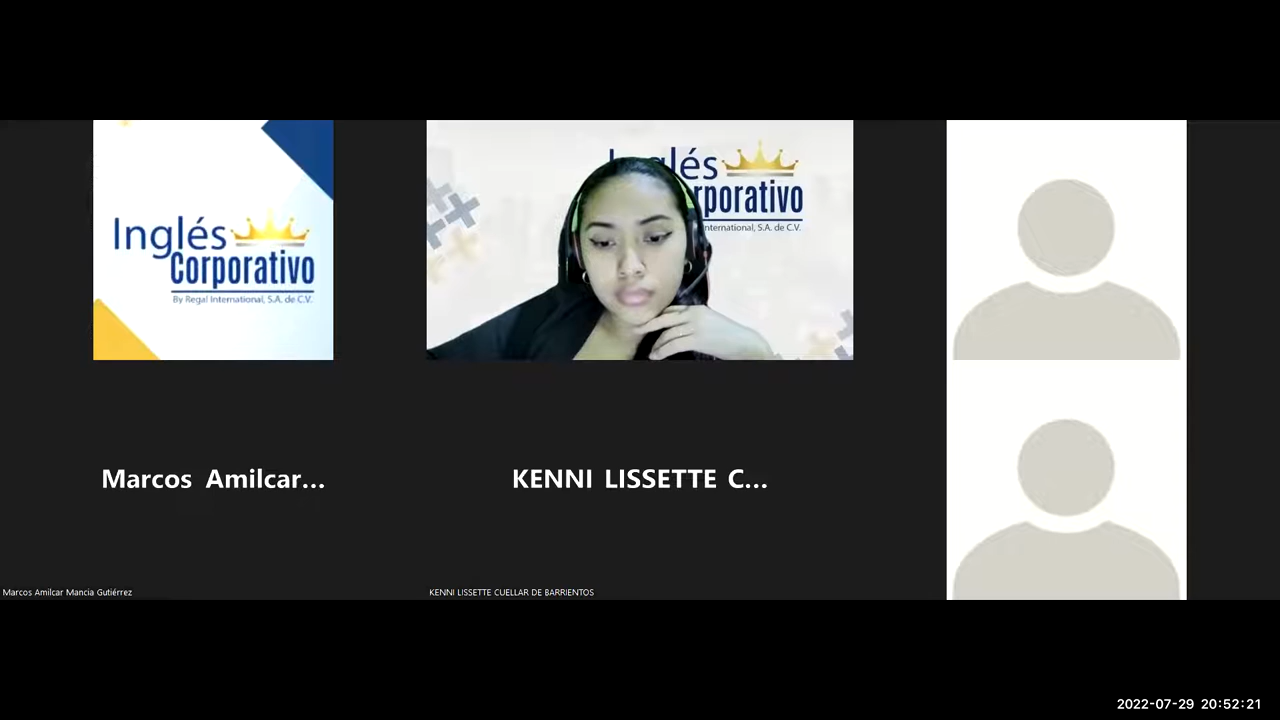 Inglés
Corporativo
By Regal International, S.A. de C.V.
Inglés
rporativo
International, S.A. de C.V.
Marcos Amilcar...
KENNI LISSETTE C...
Marcos Amilcar Mancia Gutiérrez
KENNI LISSETTE CUELLAR DE BARRIENTOS
2022-07-29 20:52:21